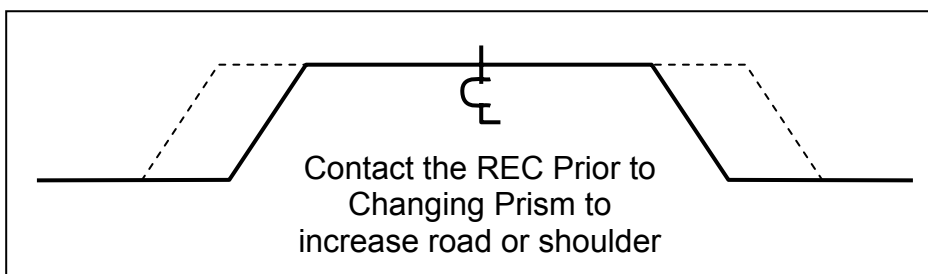 Contact the REC Prior to
Changing Prism to
increase road or shoulder